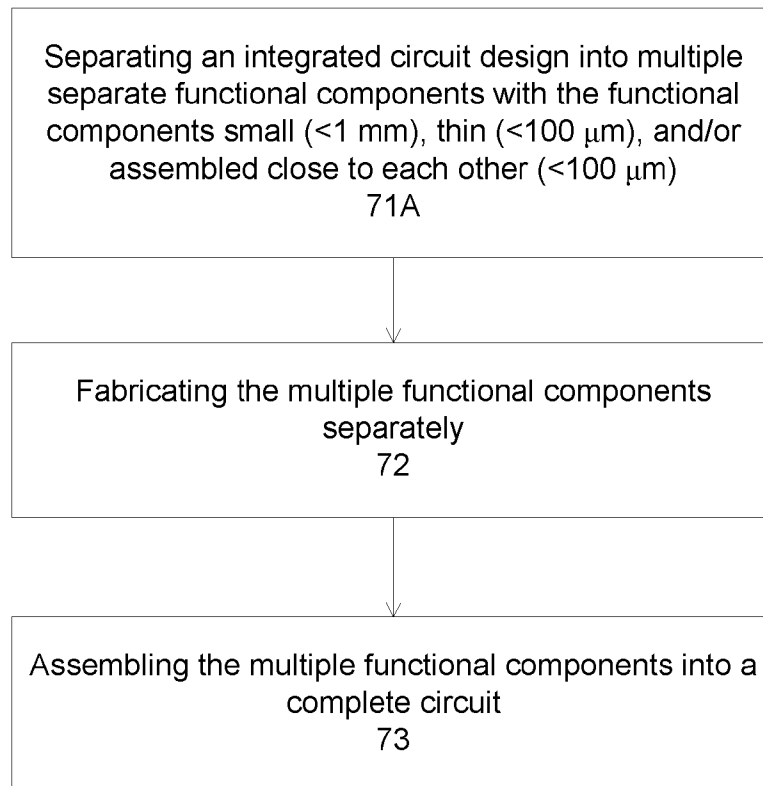 Separating an integrated circuit design into multiple
separate functional components with the functional
components small (<1 mm), thin (<100 μm), and/or
assembled close to each other (<100 μm)
71A
Fabricating the multiple functional components
separately
72
Assembling the multiple functional components into a
complete circuit
73